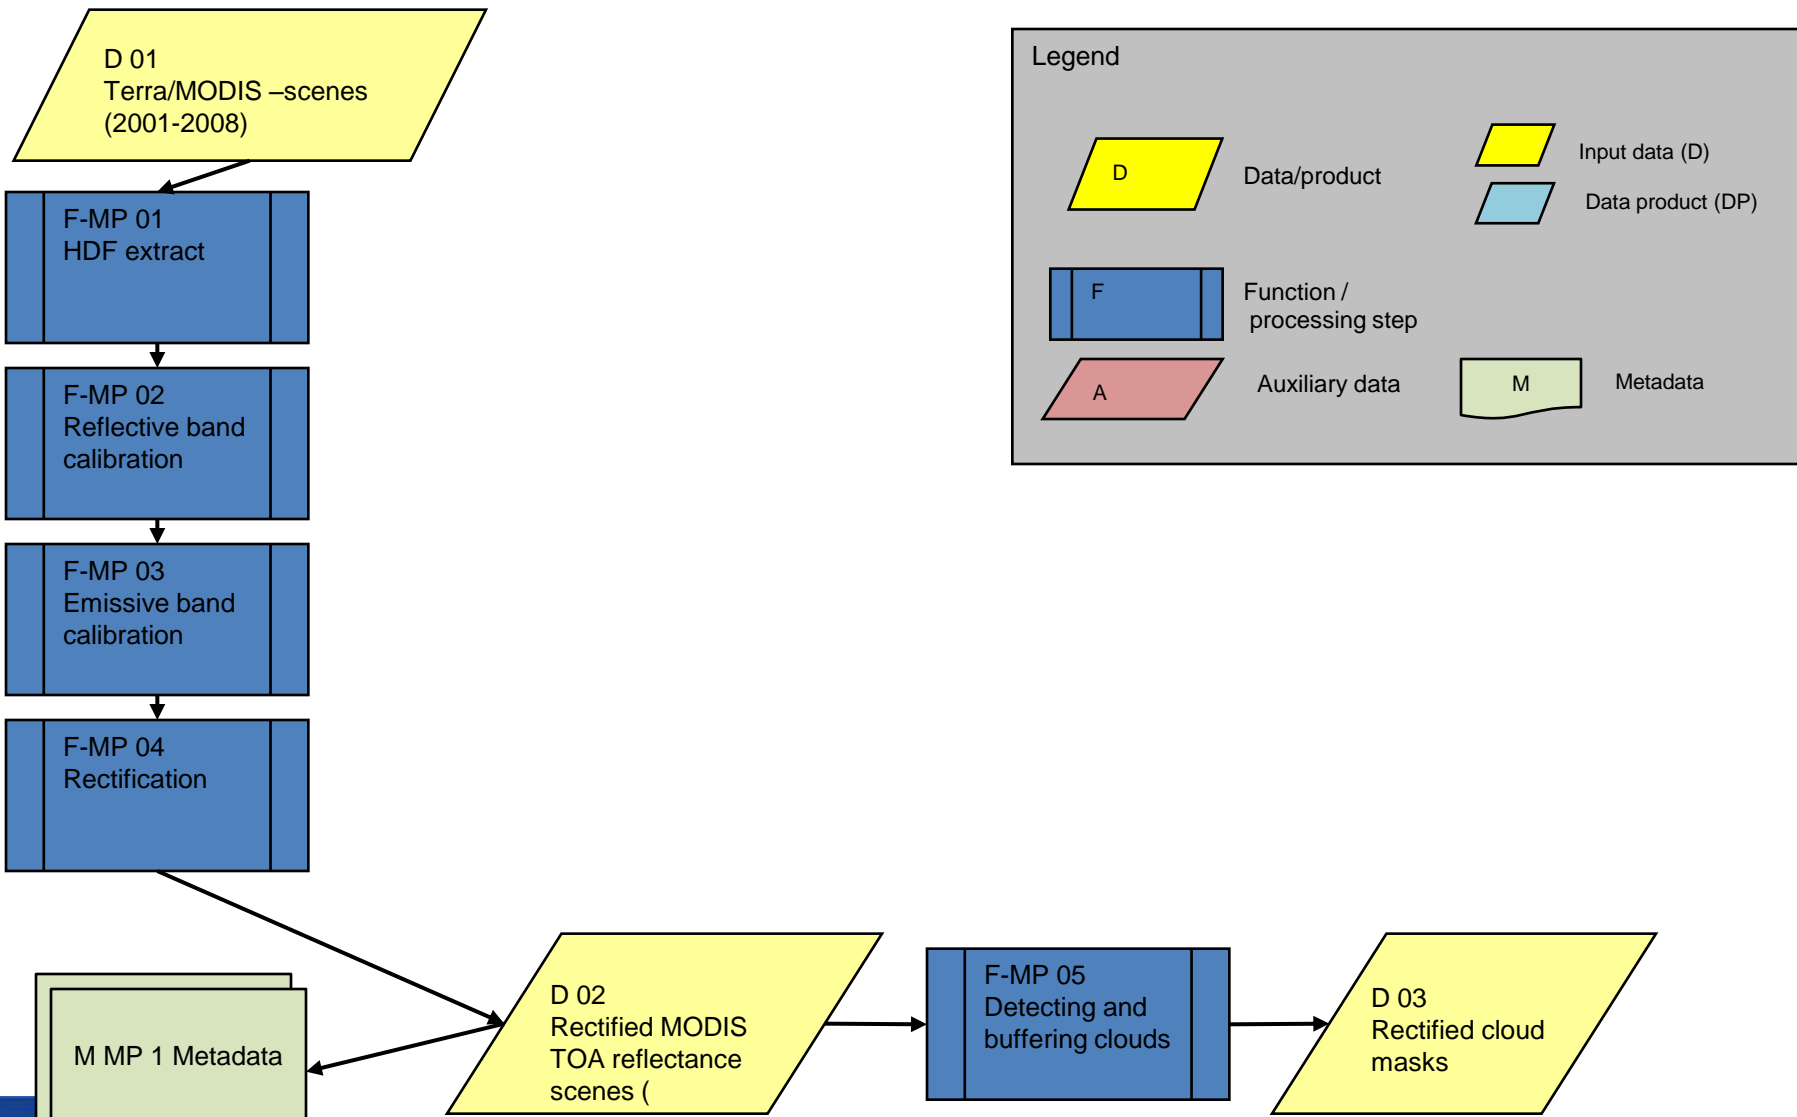 D 01
Terra/MODIS –scenes
(2001-2008)
F-MP 01
HDF extract
F-MP 02
Reflective band
calibration
F-MP 03
Emissive band
calibration
F-MP 04
Rectification
M MP 1 Metadata
D 02
Rectified MODIS
TOA reflectance
scenes (
F-MP 05
Detecting and
buffering clouds
D 03
Rectified cloud
masks
Legend
D
Data/product
Input data (D)
Data product (DP)
F
Function /
processing step
A
Auxiliary data
M
Metadata